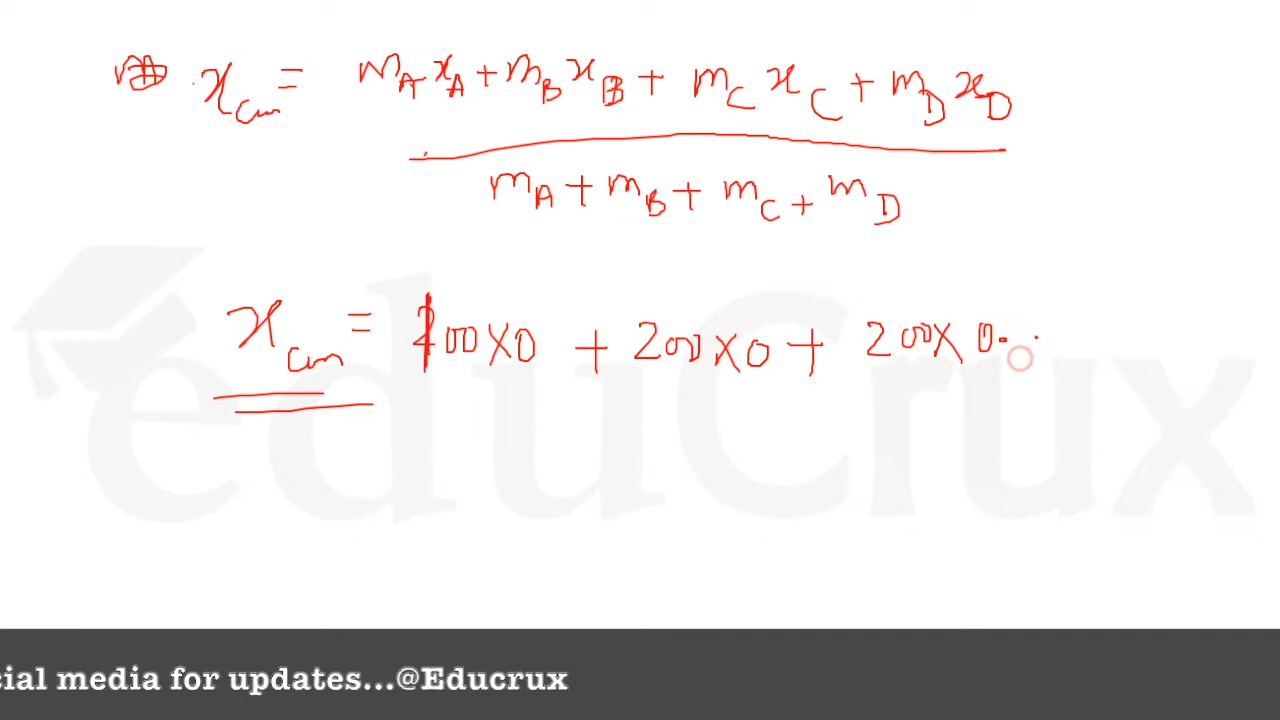 x_cm = m_A x_A + m_B x_B + m_C x_C + m_D x_D
m_A + m_B + m_C + m_D
x_cm = 100×0 + 200×0 + 200×0.
eduCrux
cial media for updates...@Educrux